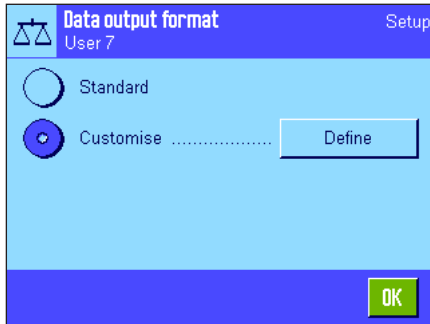 Data output format
Setup
User 7
Standard
Customise ................... Define
OK